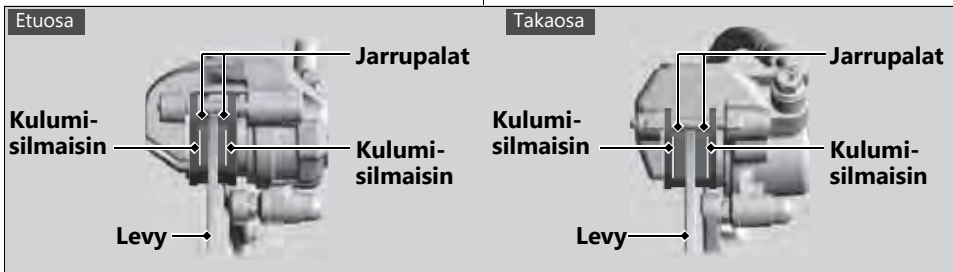 Etuosa
Jarrupalat
Kulumi-
silmaisin
Kulumi-
silmaisin
Levy
Takaosa
Jarrupalat
Kulumi-
silmaisin
Kulumi-
silmaisin
Levy